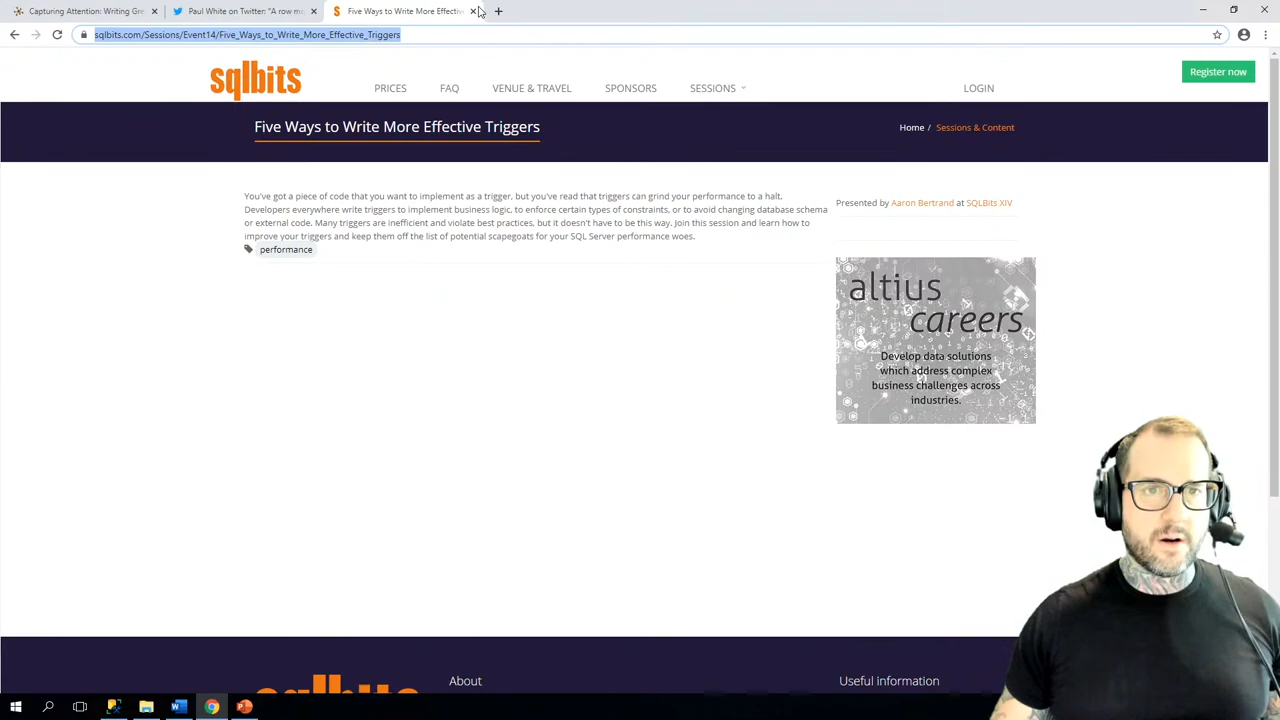 Capturing Attention: Writing Gre
Paul White on Twitter: "A row mo
Five Ways to Write More Effectiv
sqlbits.com/Sessions/Event14/Five_Ways_to_Write_More_Effective_Triggers
sqlbits
PRICES
FAQ
VENUE & TRAVEL
SPONSORS
SESSIONS
LOGIN
Register now
Five Ways to Write More Effective Triggers
Home / Sessions & Content
You've got a piece of code that you want to implement as a trigger, but you've read that triggers can grind your performance to a halt.
Developers everywhere write triggers to implement business logic, to enforce certain types of constraints, or to avoid changing database schema
or external code. Many triggers are inefficient and violate best practices, but it doesn't have to be this way. Join this session and learn how to
improve your triggers and keep them off the list of potential scapegoats for your SQL Server performance woes.
performance
Presented by Aaron Bertrand at SQLBits XIV
altius
careers
Develop data solutions
which address complex
business challenges across
industries.
sqlbits
About
Useful information